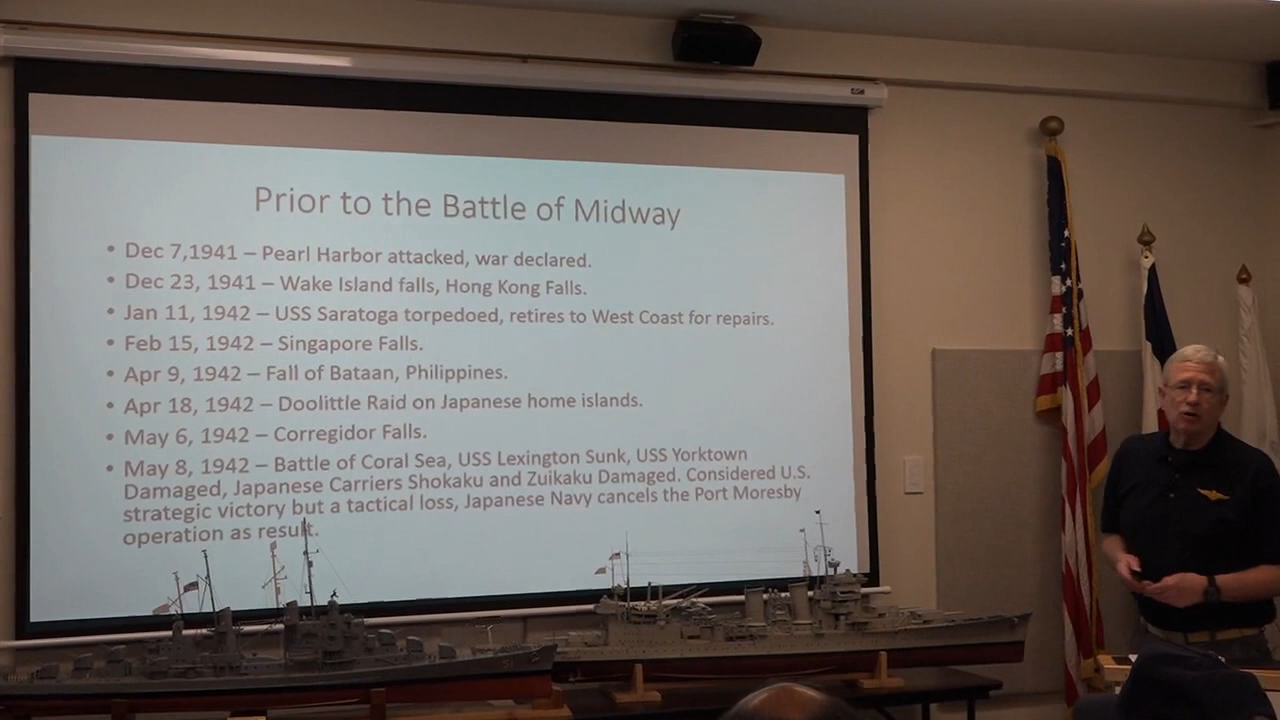 Prior to the Battle of Midway
• Dec 7,1941 – Pearl Harbor attacked, war declared.
• Dec 23, 1941 – Wake Island falls, Hong Kong Falls.
• Jan 11, 1942 – USS Saratoga torpedoed, retires to West Coast for repairs.
• Feb 15, 1942 – Singapore Falls.
• Apr 9, 1942 – Fall of Bataan, Philippines.
• Apr 18, 1942 – Doolittle Raid on Japanese home islands.
• May 6, 1942 – Corregidor Falls.
• May 8, 1942 – Battle of Coral Sea, USS Lexington Sunk, USS Yorktown
Damaged, Japanese Carriers Shokaku and Zuikaku Damaged. Considered U.S.
strategic victory but a tactical loss, Japanese Navy cancels the Port Moresby
operation as result.